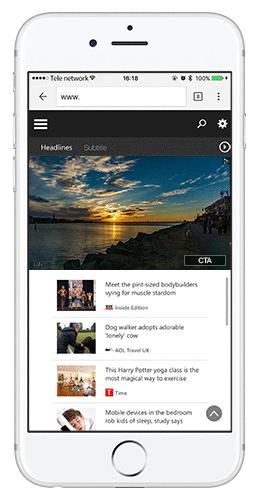 Tele network 16:18 100%
www. 8
Headlines Subtitle
CTA
Meet the pint-sized bodybuilders
vying for muscle stardom
Inside Edition
Dog walker adopts adorable
'lonely' cow
AOL Travel UK
This Harry Potter yoga class is the
most magical way to exercise
T Time
Mobile devices in the bedroom
rob kids of sleep, study says